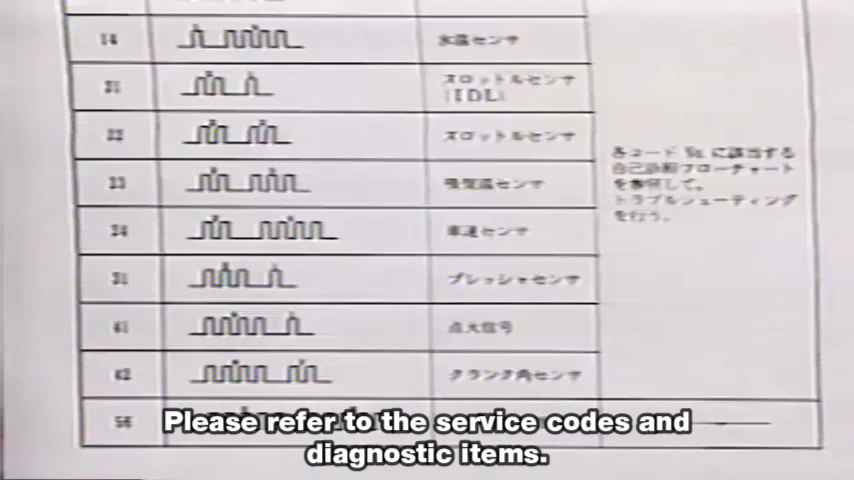 14 水温センサ
21 スロットルセンサ
(IDL)
22 スロットルセンサ
23 吸気温センサ
24 車速センサ
31 プレッシャセンサ
41 点火信号
42 クランク角センサ
各コード No. に該当する
自己診断フローチャート
を参照して、
トラブルシューティング
を行う。
Please refer to the service codes and
diagnostic items.